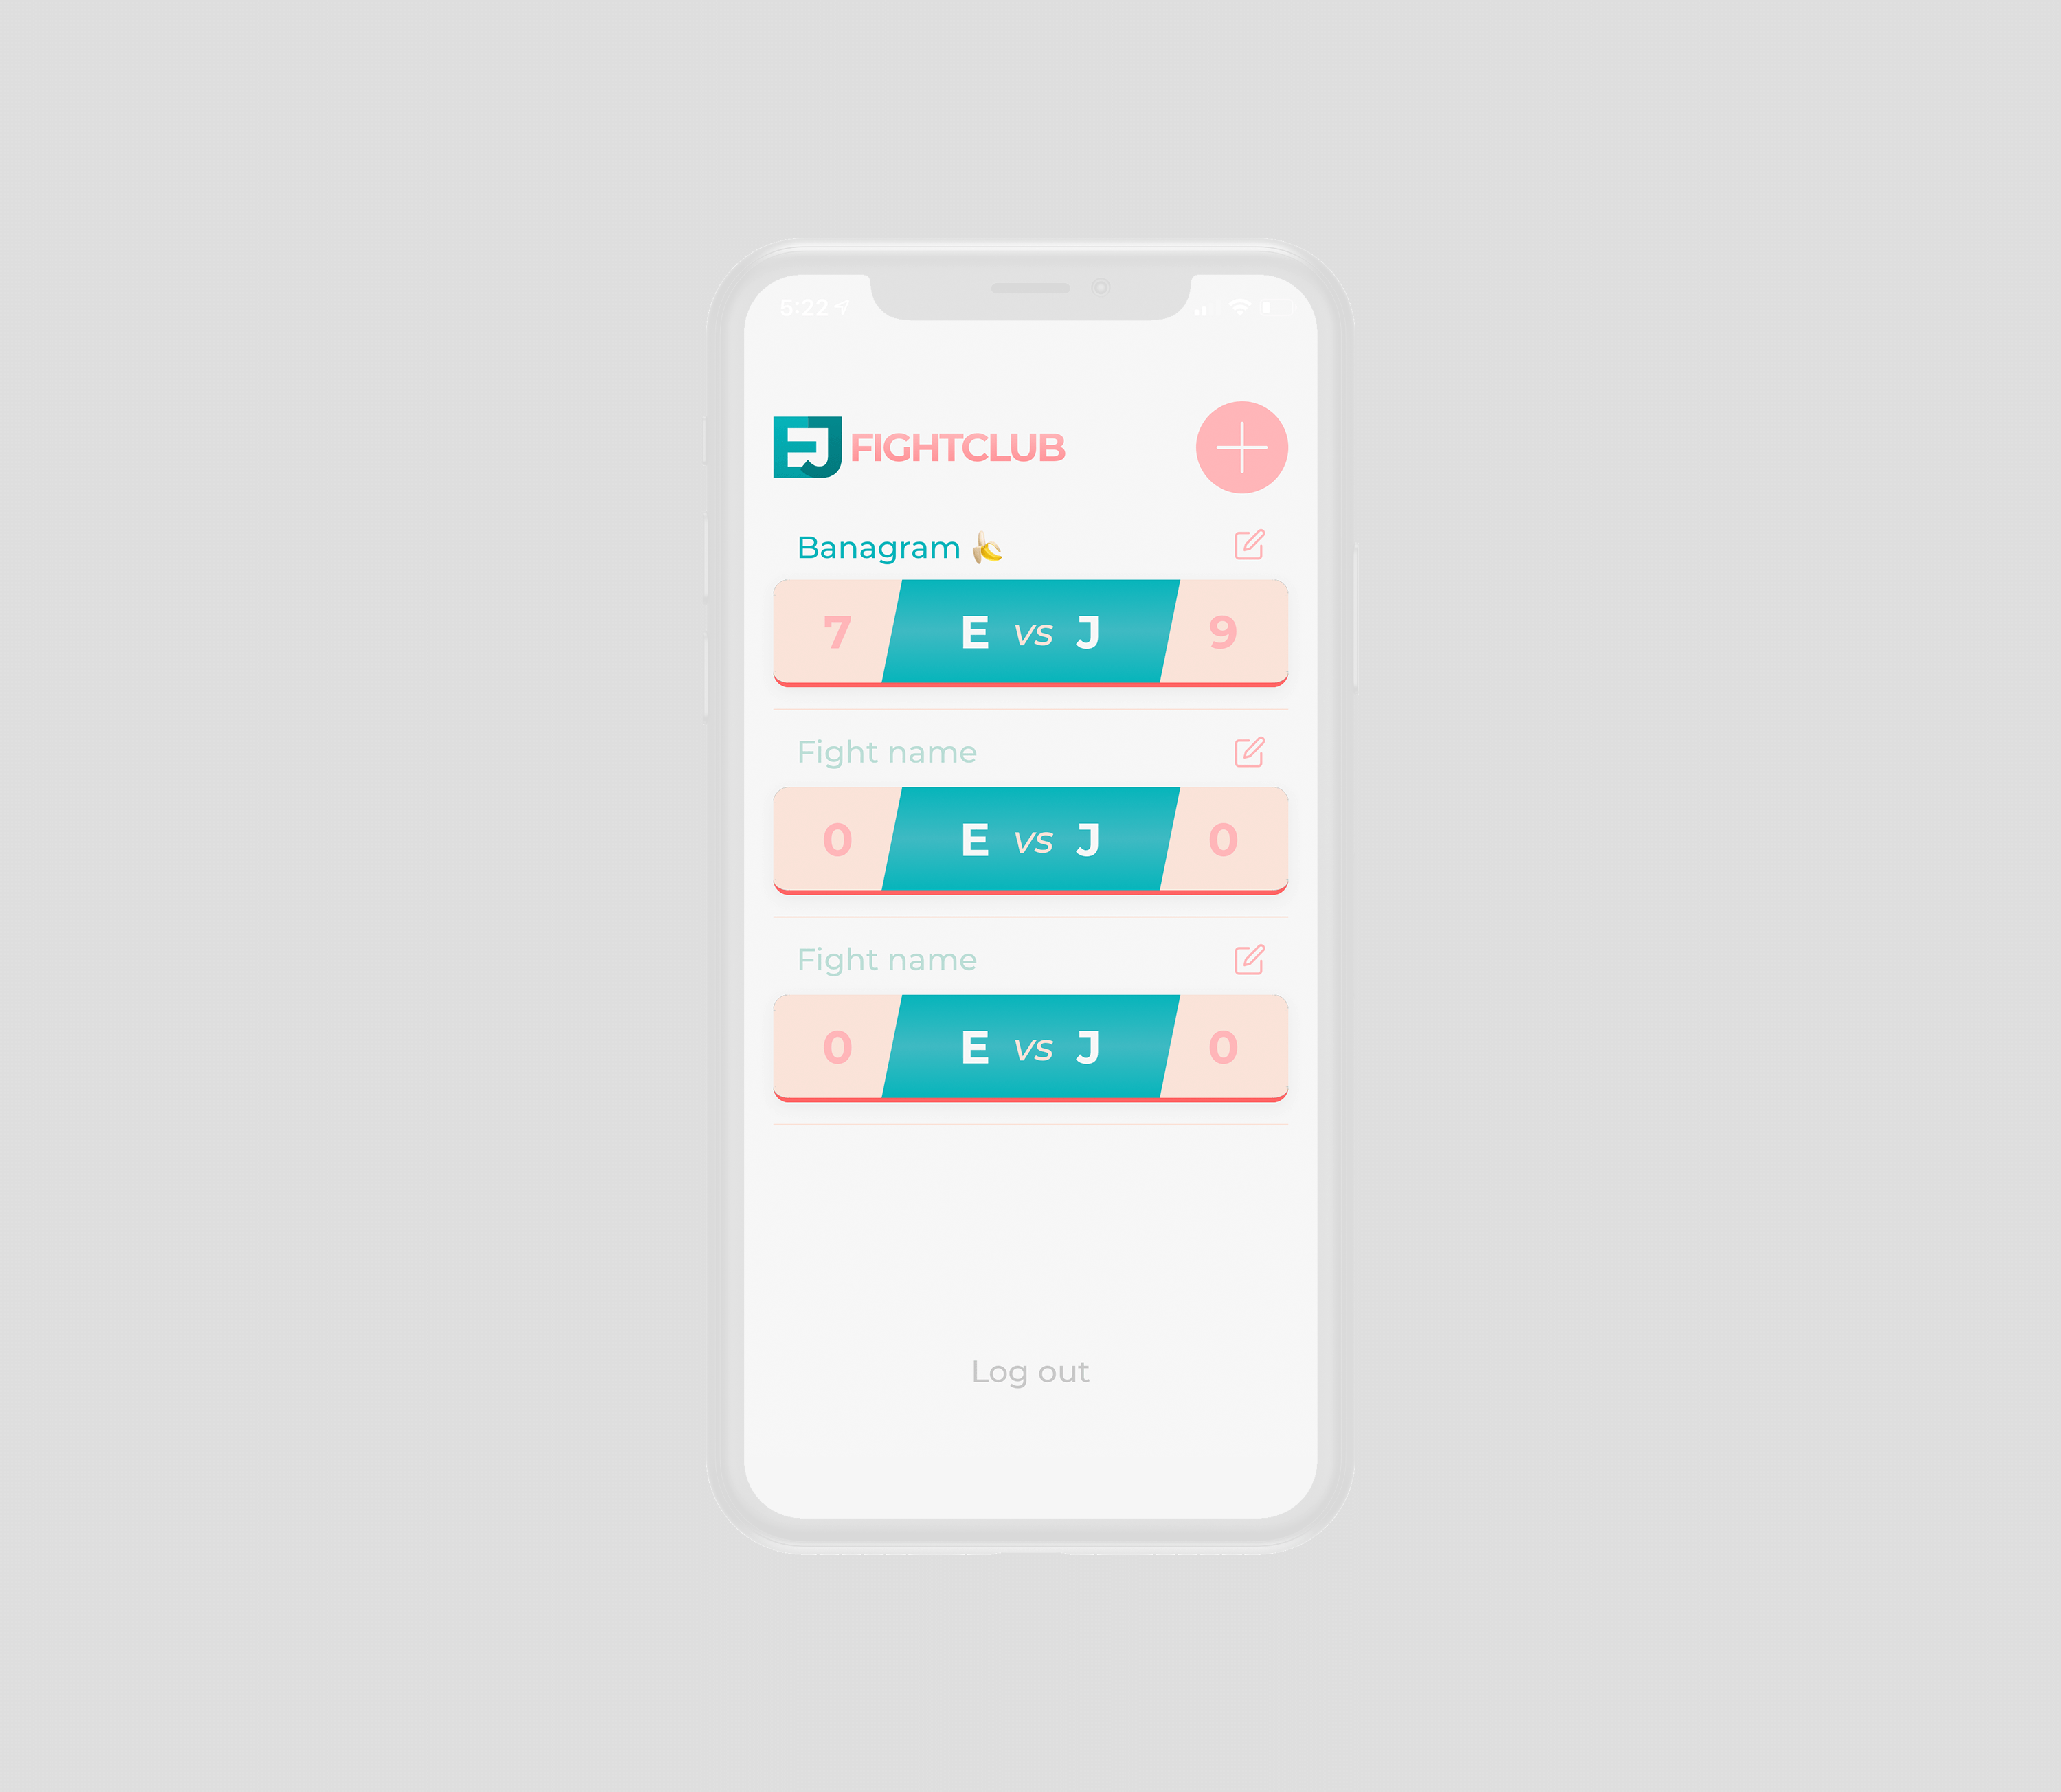 5:22
EJ FIGHTCLUB
Banagram 🍌
7 E vs J 9
Fight name
0 E vs J 0
Fight name
0 E vs J 0
Log out